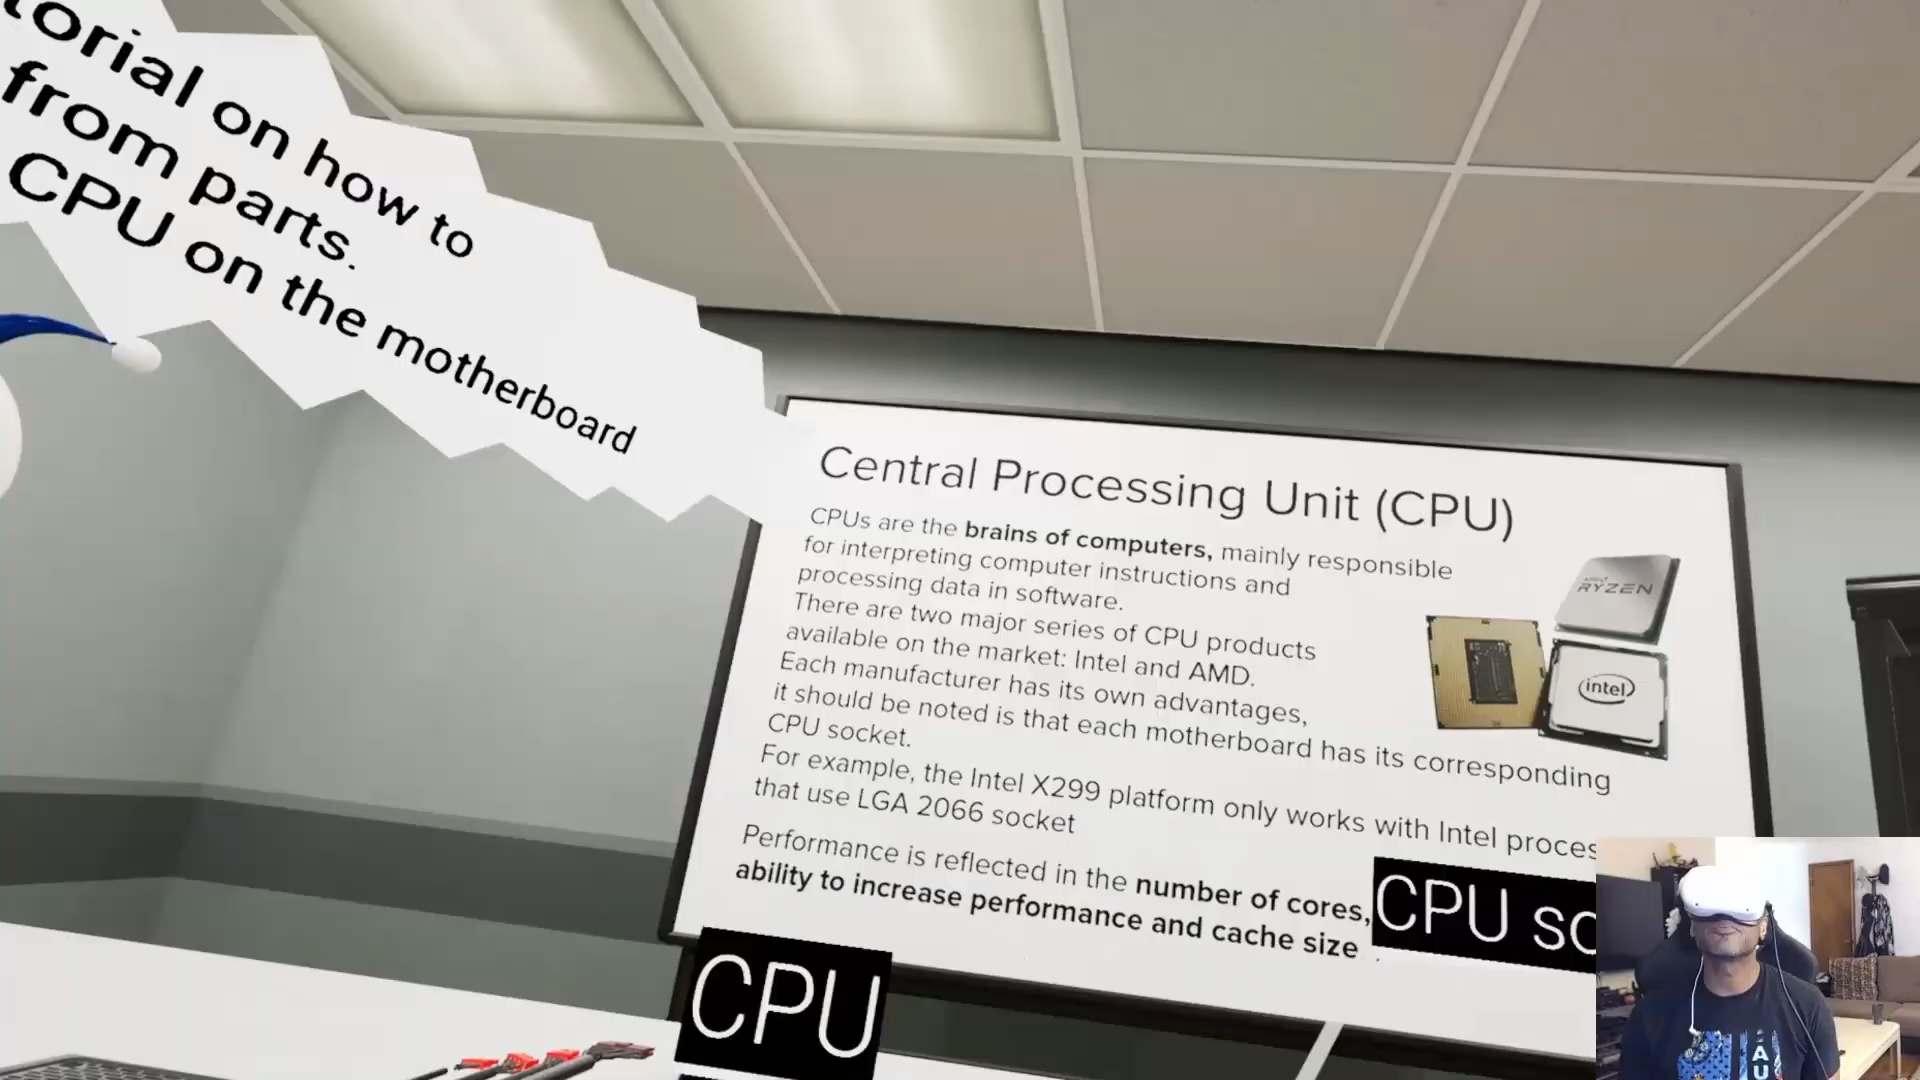 torial on how to
from parts.
CPU on the motherboard
Central Processing Unit (CPU)
CPUs are the brains of computers, mainly responsible
for interpreting computer instructions and
processing data in software.
There are two major series of CPU products
available on the market: Intel and AMD.
Each manufacturer has its own advantages,
it should be noted is that each motherboard has its corresponding
CPU socket.
For example, the Intel X299 platform only works with Intel proces
that use LGA 2066 socket
Performance is reflected in the number of cores,
ability to increase performance and cache size
RYZEN
intel
CPU so
CPU